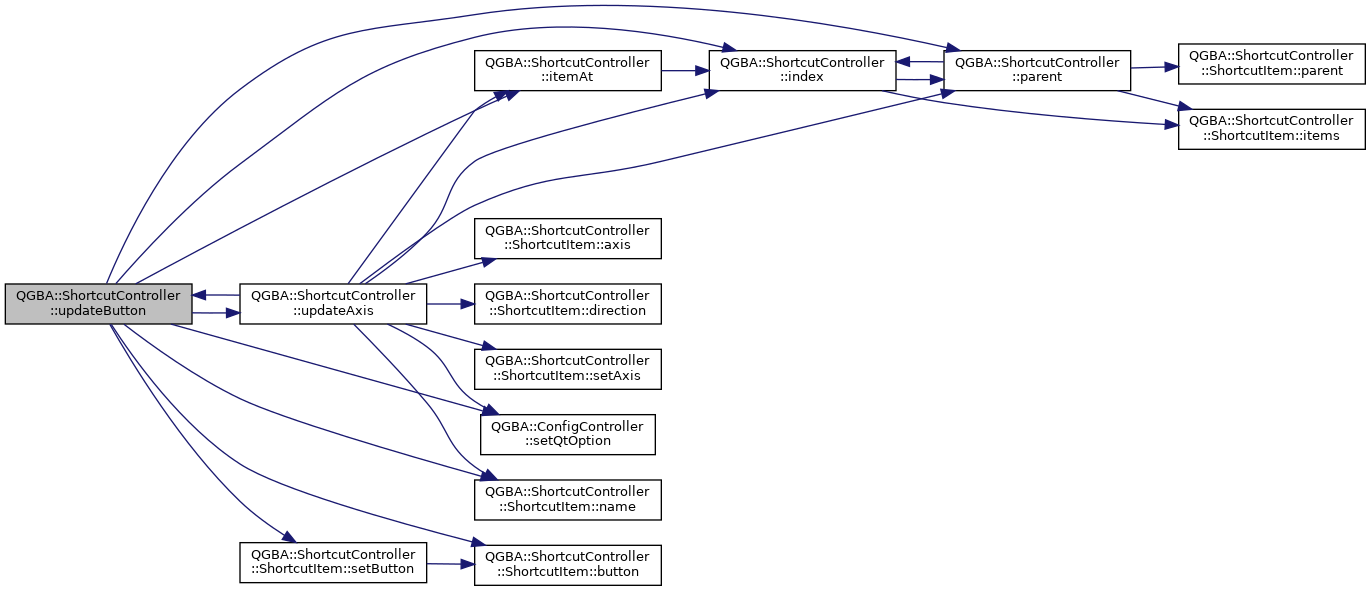 QGBA::ShortcutController
::updateButton
QGBA::ShortcutController
::updateAxis
QGBA::ShortcutController
::ShortcutItem::setButton
QGBA::ShortcutController
::itemAt
QGBA::ShortcutController
::ShortcutItem::axis
QGBA::ShortcutController
::ShortcutItem::direction
QGBA::ShortcutController
::ShortcutItem::setAxis
QGBA::ConfigController
::setQtOption
QGBA::ShortcutController
::ShortcutItem::name
QGBA::ShortcutController
::ShortcutItem::button
QGBA::ShortcutController
::index
QGBA::ShortcutController
::parent
QGBA::ShortcutController
::ShortcutItem::parent
QGBA::ShortcutController
::ShortcutItem::items